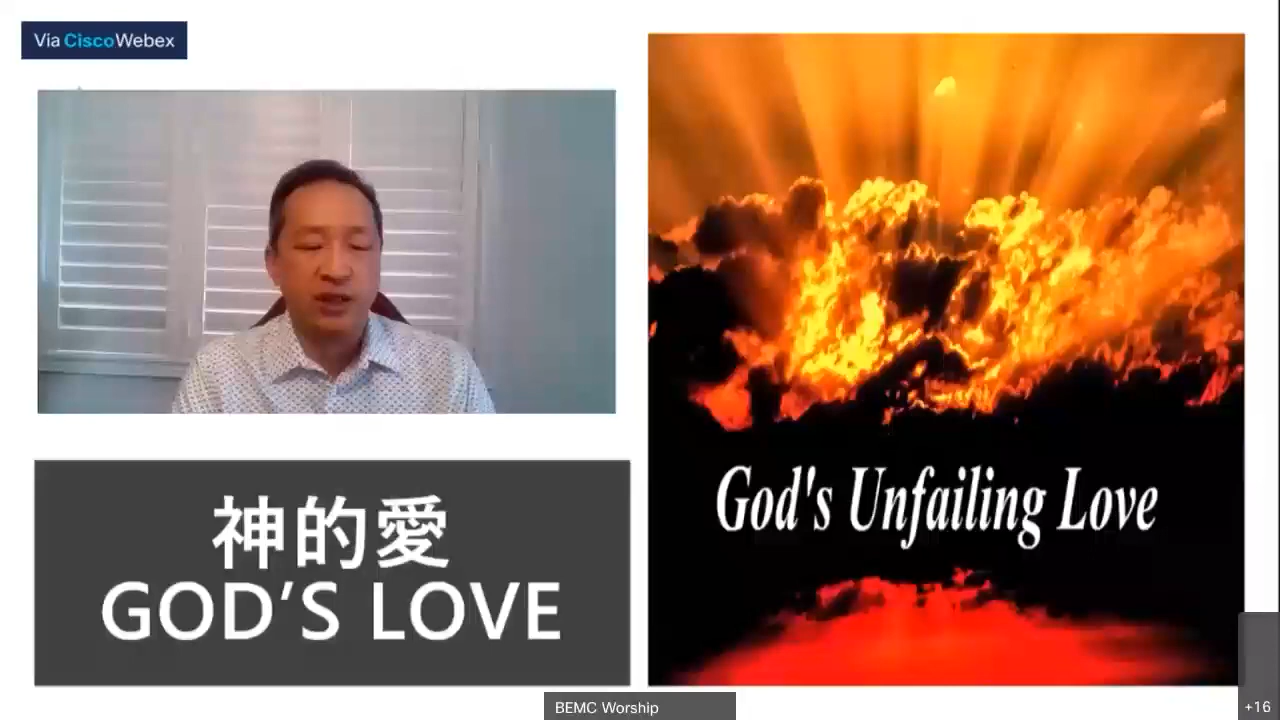 Via CiscoWebex
神的愛
GOD'S LOVE
God's Unfailing Love
BEMC Worship
+16